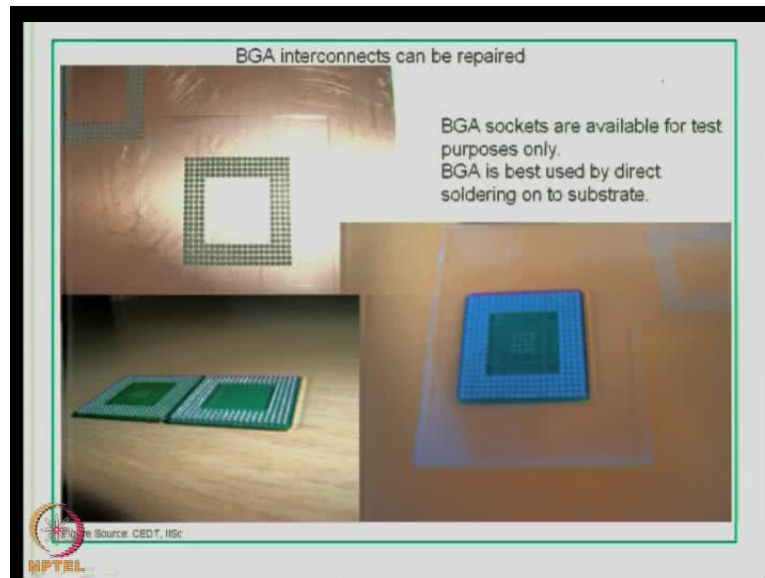 BGA interconnects can be repaired
BGA sockets are available for test
purposes only.
BGA is best used by direct
soldering on to substrate.
Figure Source: CEDT, IISc
NPTEL